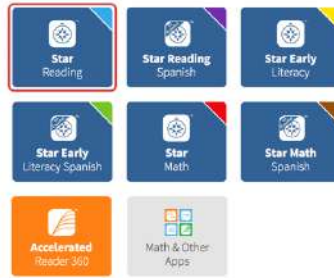 Star
Reading
Star Reading
Spanish
Star Early
Literacy
Star Early
Literacy Spanish
Star
Math
Star Math
Spanish
Accelerated
Reader 360
Math & Other
Apps